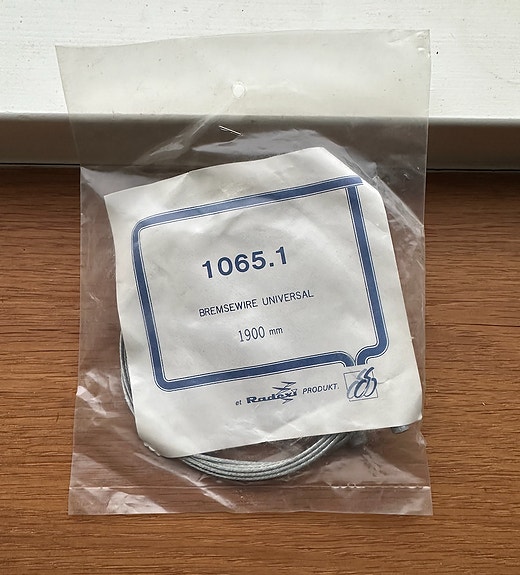 1065.1
BREMSEWIRE UNIVERSAL
1900 mm
et Radexi PRODUKT.